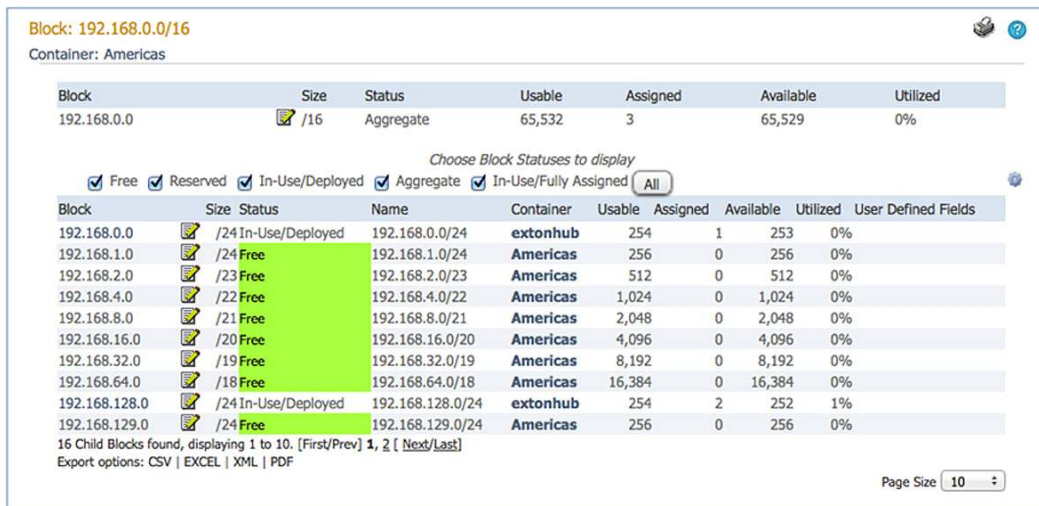 Block: 192.168.0.0/16
Container: Americas
Block Size Status Usable Assigned Available Utilized
192.168.0.0 /16 Aggregate 65,532 3 65,529 0%
Choose Block Statuses to display
Free Reserved In-Use/Deployed Aggregate In-Use/Fully Assigned All
Block Size Status Name Container Usable Assigned Available Utilized User Defined Fields
192.168.0.0 /24 In-Use/Deployed 192.168.0.0/24 extonhub 254 1 253 0%
192.168.1.0 /24 Free 192.168.1.0/24 Americas 256 0 256 0%
192.168.2.0 /23 Free 192.168.2.0/23 Americas 512 0 512 0%
192.168.4.0 /22 Free 192.168.4.0/22 Americas 1,024 0 1,024 0%
192.168.8.0 /21 Free 192.168.8.0/21 Americas 2,048 0 2,048 0%
192.168.16.0 /20 Free 192.168.16.0/20 Americas 4,096 0 4,096 0%
192.168.32.0 /19 Free 192.168.32.0/19 Americas 8,192 0 8,192 0%
192.168.64.0 /18 Free 192.168.64.0/18 Americas 16,384 0 16,384 0%
192.168.128.0 /24 In-Use/Deployed 192.168.128.0/24 extonhub 254 2 252 1%
192.168.129.0 /24 Free 192.168.129.0/24 Americas 256 0 256 0%
16 Child Blocks found, displaying 1 to 10. [First/Prev] 1, 2 [ Next/Last]
Export options: CSV | EXCEL | XML | PDF
Page Size 10